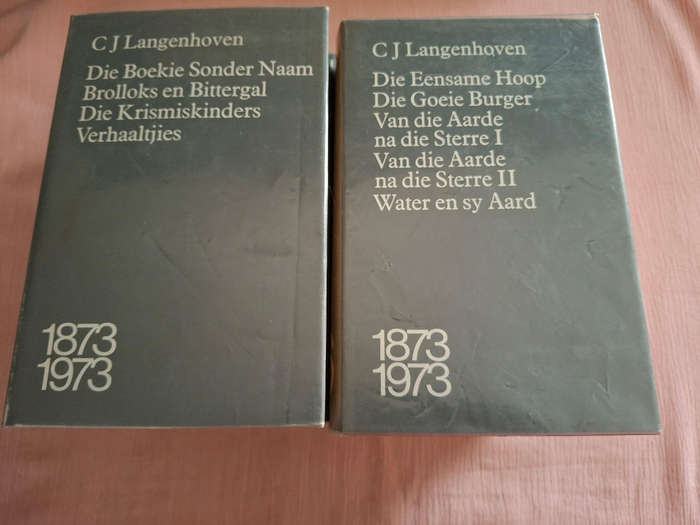 C J Langenhoven
Die Boekie Sonder Naam
Brolloks en Bittergal
Die Krismiskinders
Verhaaltjies
1873
1973
C J Langenhoven
Die Eensame Hoop
Die Goeie Burger
Van die Aarde
na die Sterre I
Van die Aarde
na die Sterre II
Water en sy Aard
1873
1973